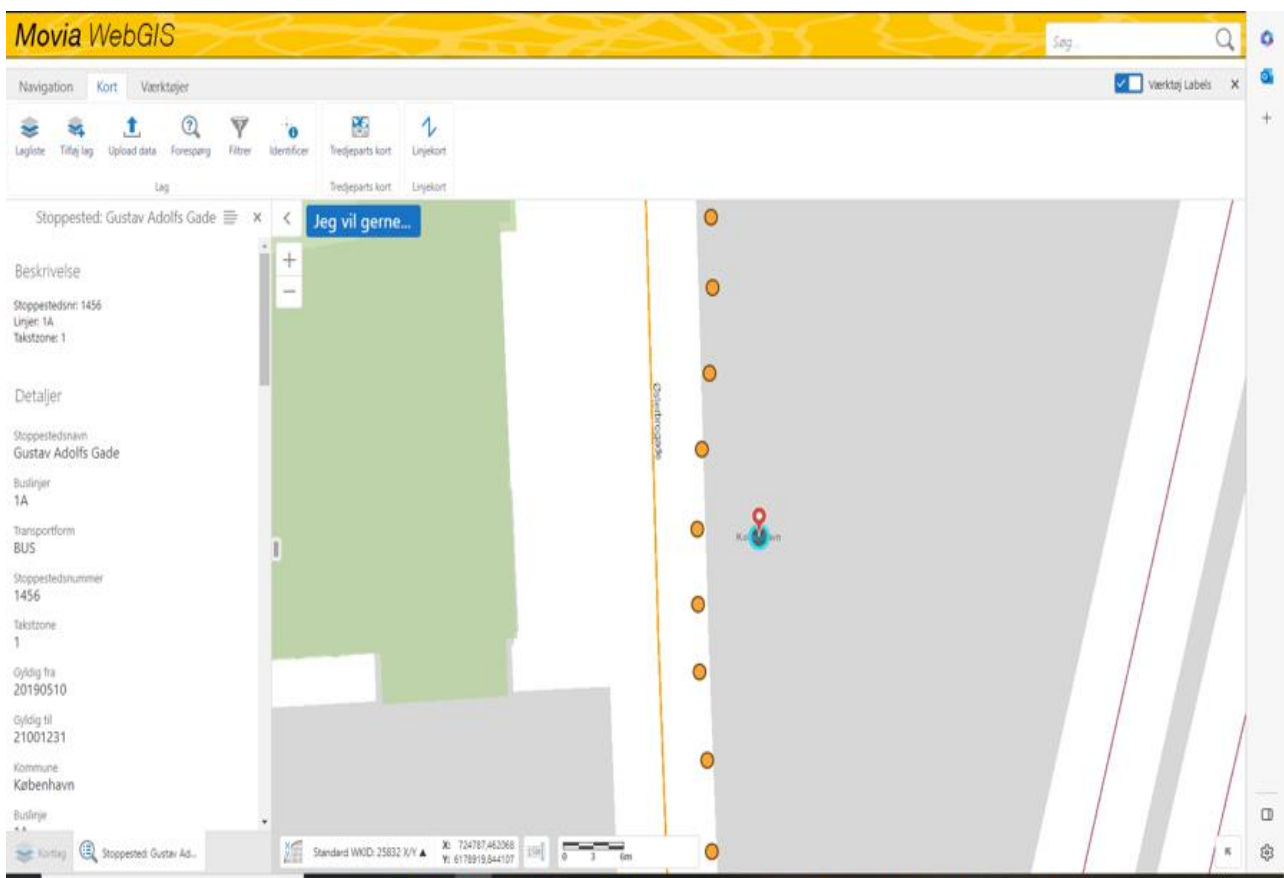 Movia WebGIS
Søg...
Navigation Kort Værktøjer
Værktøj Labels
Lagliste Tilføj lag Upload data Forespørg Filtrer Identificer Tredjeparts kort Linjekort
Lag Tredjeparts kort Linjekort
Stoppested: Gustav Adolfs Gade
Jeg vil gerne...
Beskrivelse
Stoppestedsnr: 1456
Linjer: 1A
Takstzone: 1
Detaljer
Stoppestedsnavn
Gustav Adolfs Gade
Buslinjer
1A
Transportform
BUS
Stoppestedsnummer
1456
Takstzone
1
Gyldig fra
20190510
Gyldig til
21001231
Kommune
København
Buslinje
Østerbrogade
Kortlag
Stoppested: Gustav Ad...
Standard WKID: 25832 X/Y
X: 724787,462068
Y: 6178919,844107
0 3 6m